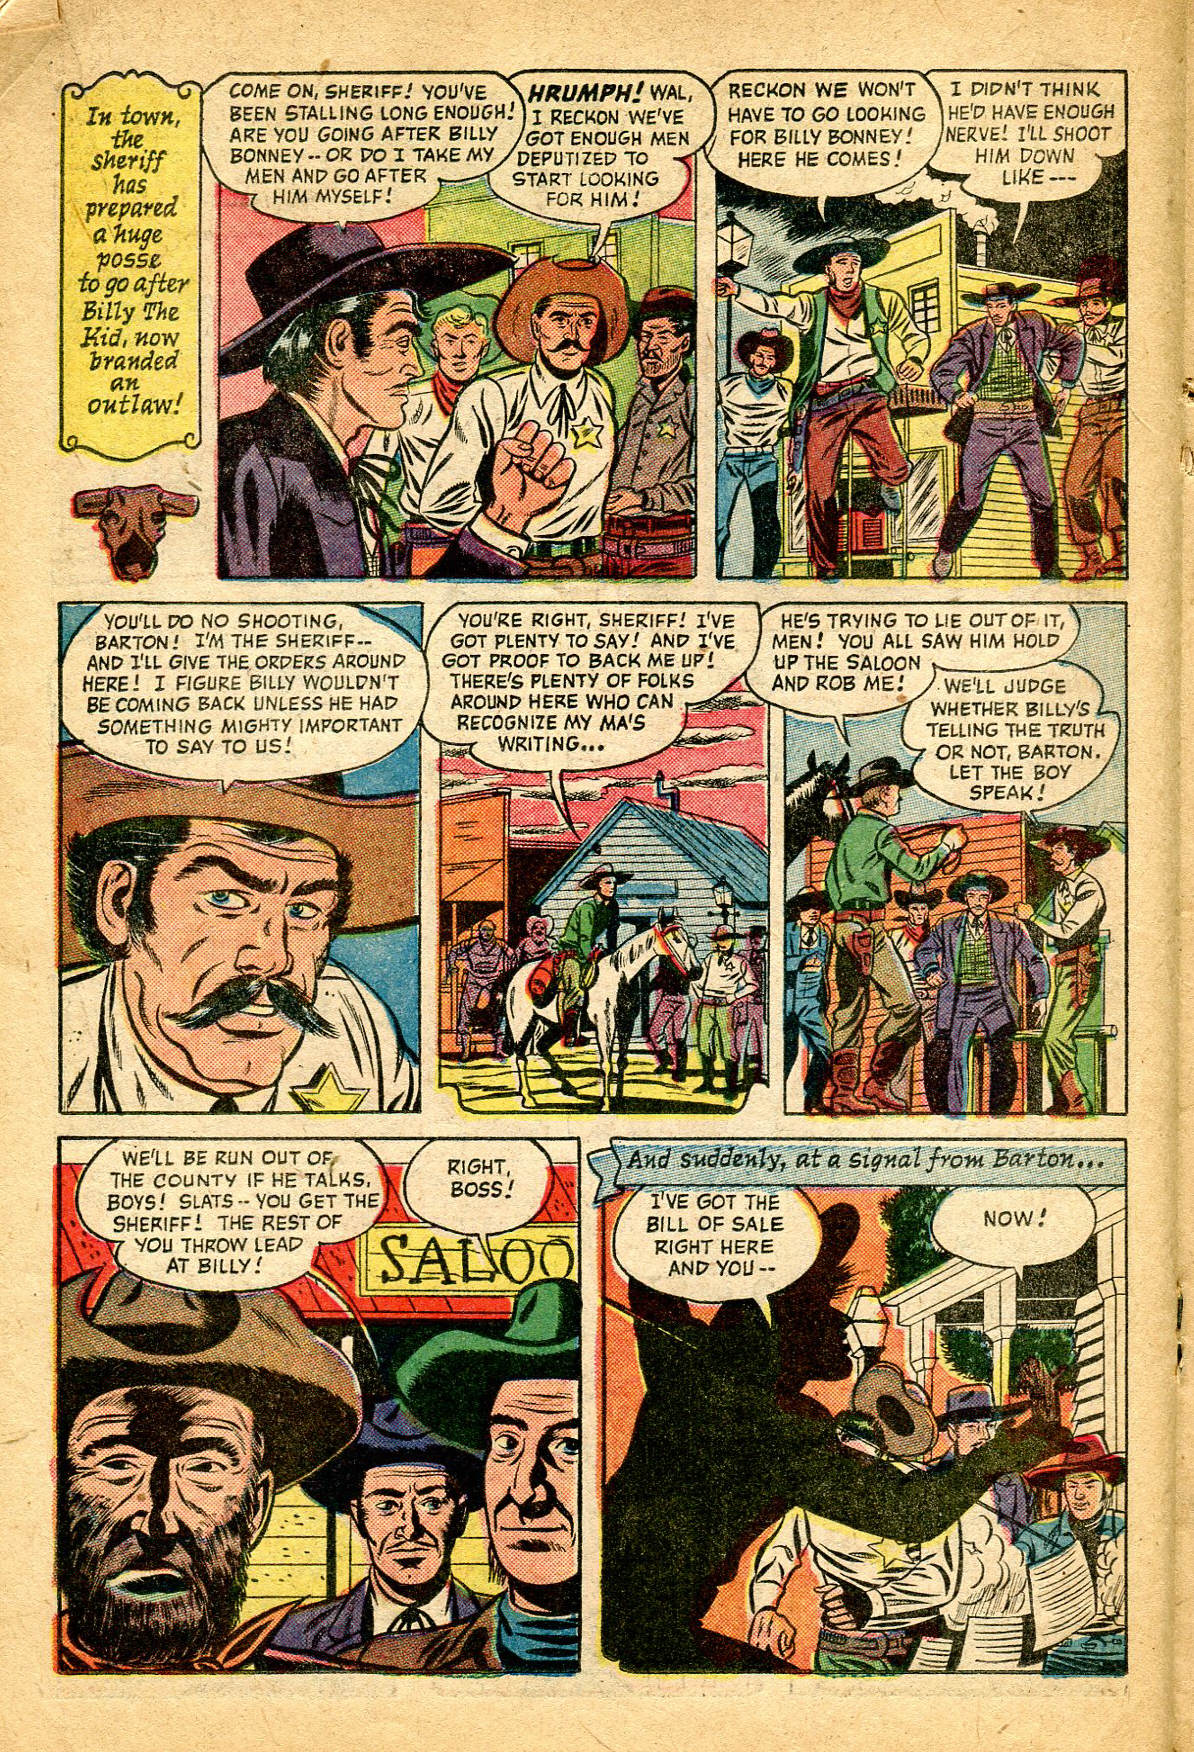 In town,
the
sheriff
has
prepared
a huge
posse
to go after
Billy The
Kid, now
branded
an
outlaw!
COME ON, SHERIFF! YOU'VE
BEEN STALLING LONG ENOUGH!
ARE YOU GOING AFTER BILLY
BONNEY -- OR DO I TAKE MY
MEN AND GO AFTER
HIM MYSELF!
HRUMPH! WAL,
I RECKON WE'VE
GOT ENOUGH MEN
DEPUTIZED TO
START LOOKING
FOR HIM!
RECKON WE WON'T
HAVE TO GO LOOKING
FOR BILLY BONNEY!
HERE HE COMES!
I DIDN'T THINK
HE'D HAVE ENOUGH
NERVE! I'LL SHOOT
HIM DOWN
LIKE ---
YOU'LL DO NO SHOOTING,
BARTON! I'M THE SHERIFF--
AND I'LL GIVE THE ORDERS AROUND
HERE! I FIGURE BILLY WOULDN'T
BE COMING BACK UNLESS HE HAD
SOMETHING MIGHTY IMPORTANT
TO SAY TO US!
YOU'RE RIGHT, SHERIFF! I'VE
GOT PLENTY TO SAY! AND I'VE
GOT PROOF TO BACK ME UP!
THERE'S PLENTY OF FOLKS
AROUND HERE WHO CAN
RECOGNIZE MY MA'S
WRITING...
HE'S TRYING TO LIE OUT OF IT,
MEN! YOU ALL SAW HIM HOLD
UP THE SALOON
AND ROB ME!
WE'LL JUDGE
WHETHER BILLY'S
TELLING THE TRUTH
OR NOT, BARTON.
LET THE BOY
SPEAK!
WE'LL BE RUN OUT OF
THE COUNTY IF HE TALKS,
BOYS! SLATS -- YOU GET THE
SHERIFF! THE REST OF
YOU THROW LEAD
AT BILLY!
RIGHT,
BOSS!
SALOO
And suddenly, at a signal from Barton...
I'VE GOT THE
BILL OF SALE
RIGHT HERE
AND YOU --
NOW!